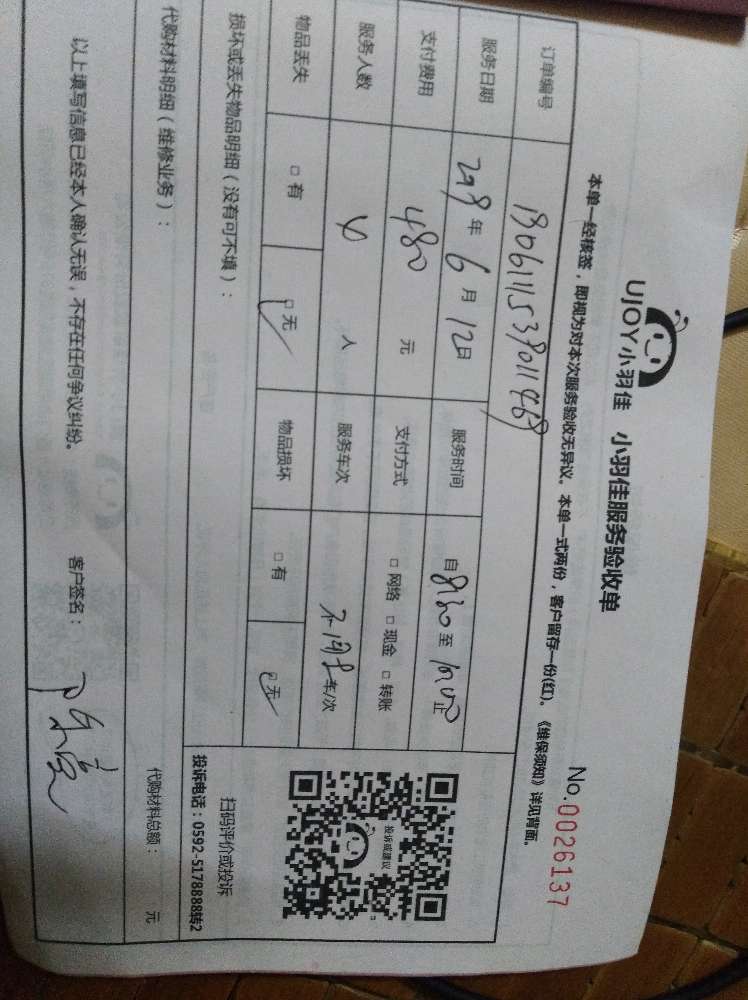 UJOY小羽佳 小羽佳服务验收单
No.0026137
本单一经核签，即视为对本次服务验收无异议。本单一式两份，客户留存一份(红)。《维保须知》详见背面。
订单编号
服务日期 年 6 月 12 日 服务时间 自 8:30 至 止
支付费用 480 元 支付方式 □ 网络 □ 现金 □ 转账
服务人数 人 服务车次 车/次
物品丢失 □ 有 □ 无 物品损坏 □ 有 □ 无
投诉或建议
扫码评价或投诉
投诉电话：0592-5178888转2
损坏或丢失物品明细（没有可不填）：
代购材料明细（维修业务）： 代购材料总额： 元
以上填写信息已经本人确认无误，不存在任何争议纠纷。 客户签名：